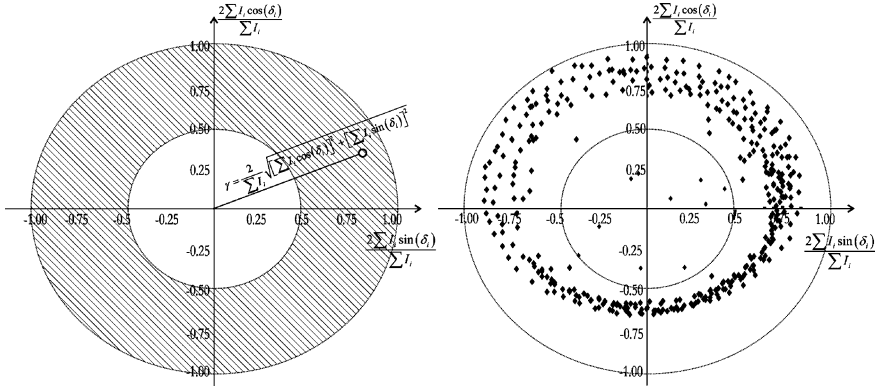 2∑ I_i cos(δ_i) / ∑ I_i
1.00
0.75
0.50
0.25
γ = 2/∑ I_i √([∑ I_i cos(δ_i)]² + [∑ I_i sin(δ_i)]²)
-1.00 -0.75 -0.50 -0.25 0.25 0.50 0.75 1.00
2∑ I_i sin(δ_i) / ∑ I_i
-0.25
-0.50
-0.75
-1.00
2∑ I_i cos(δ_i) / ∑ I_i
1.00
0.75
0.50
0.25
-1.00 -0.75 -0.5 -0.25 0.25 0.5 0.75 1.00
2∑ I_i sin(δ_i) / ∑ I_i
-0.25
-0.50
-0.75
-1.00